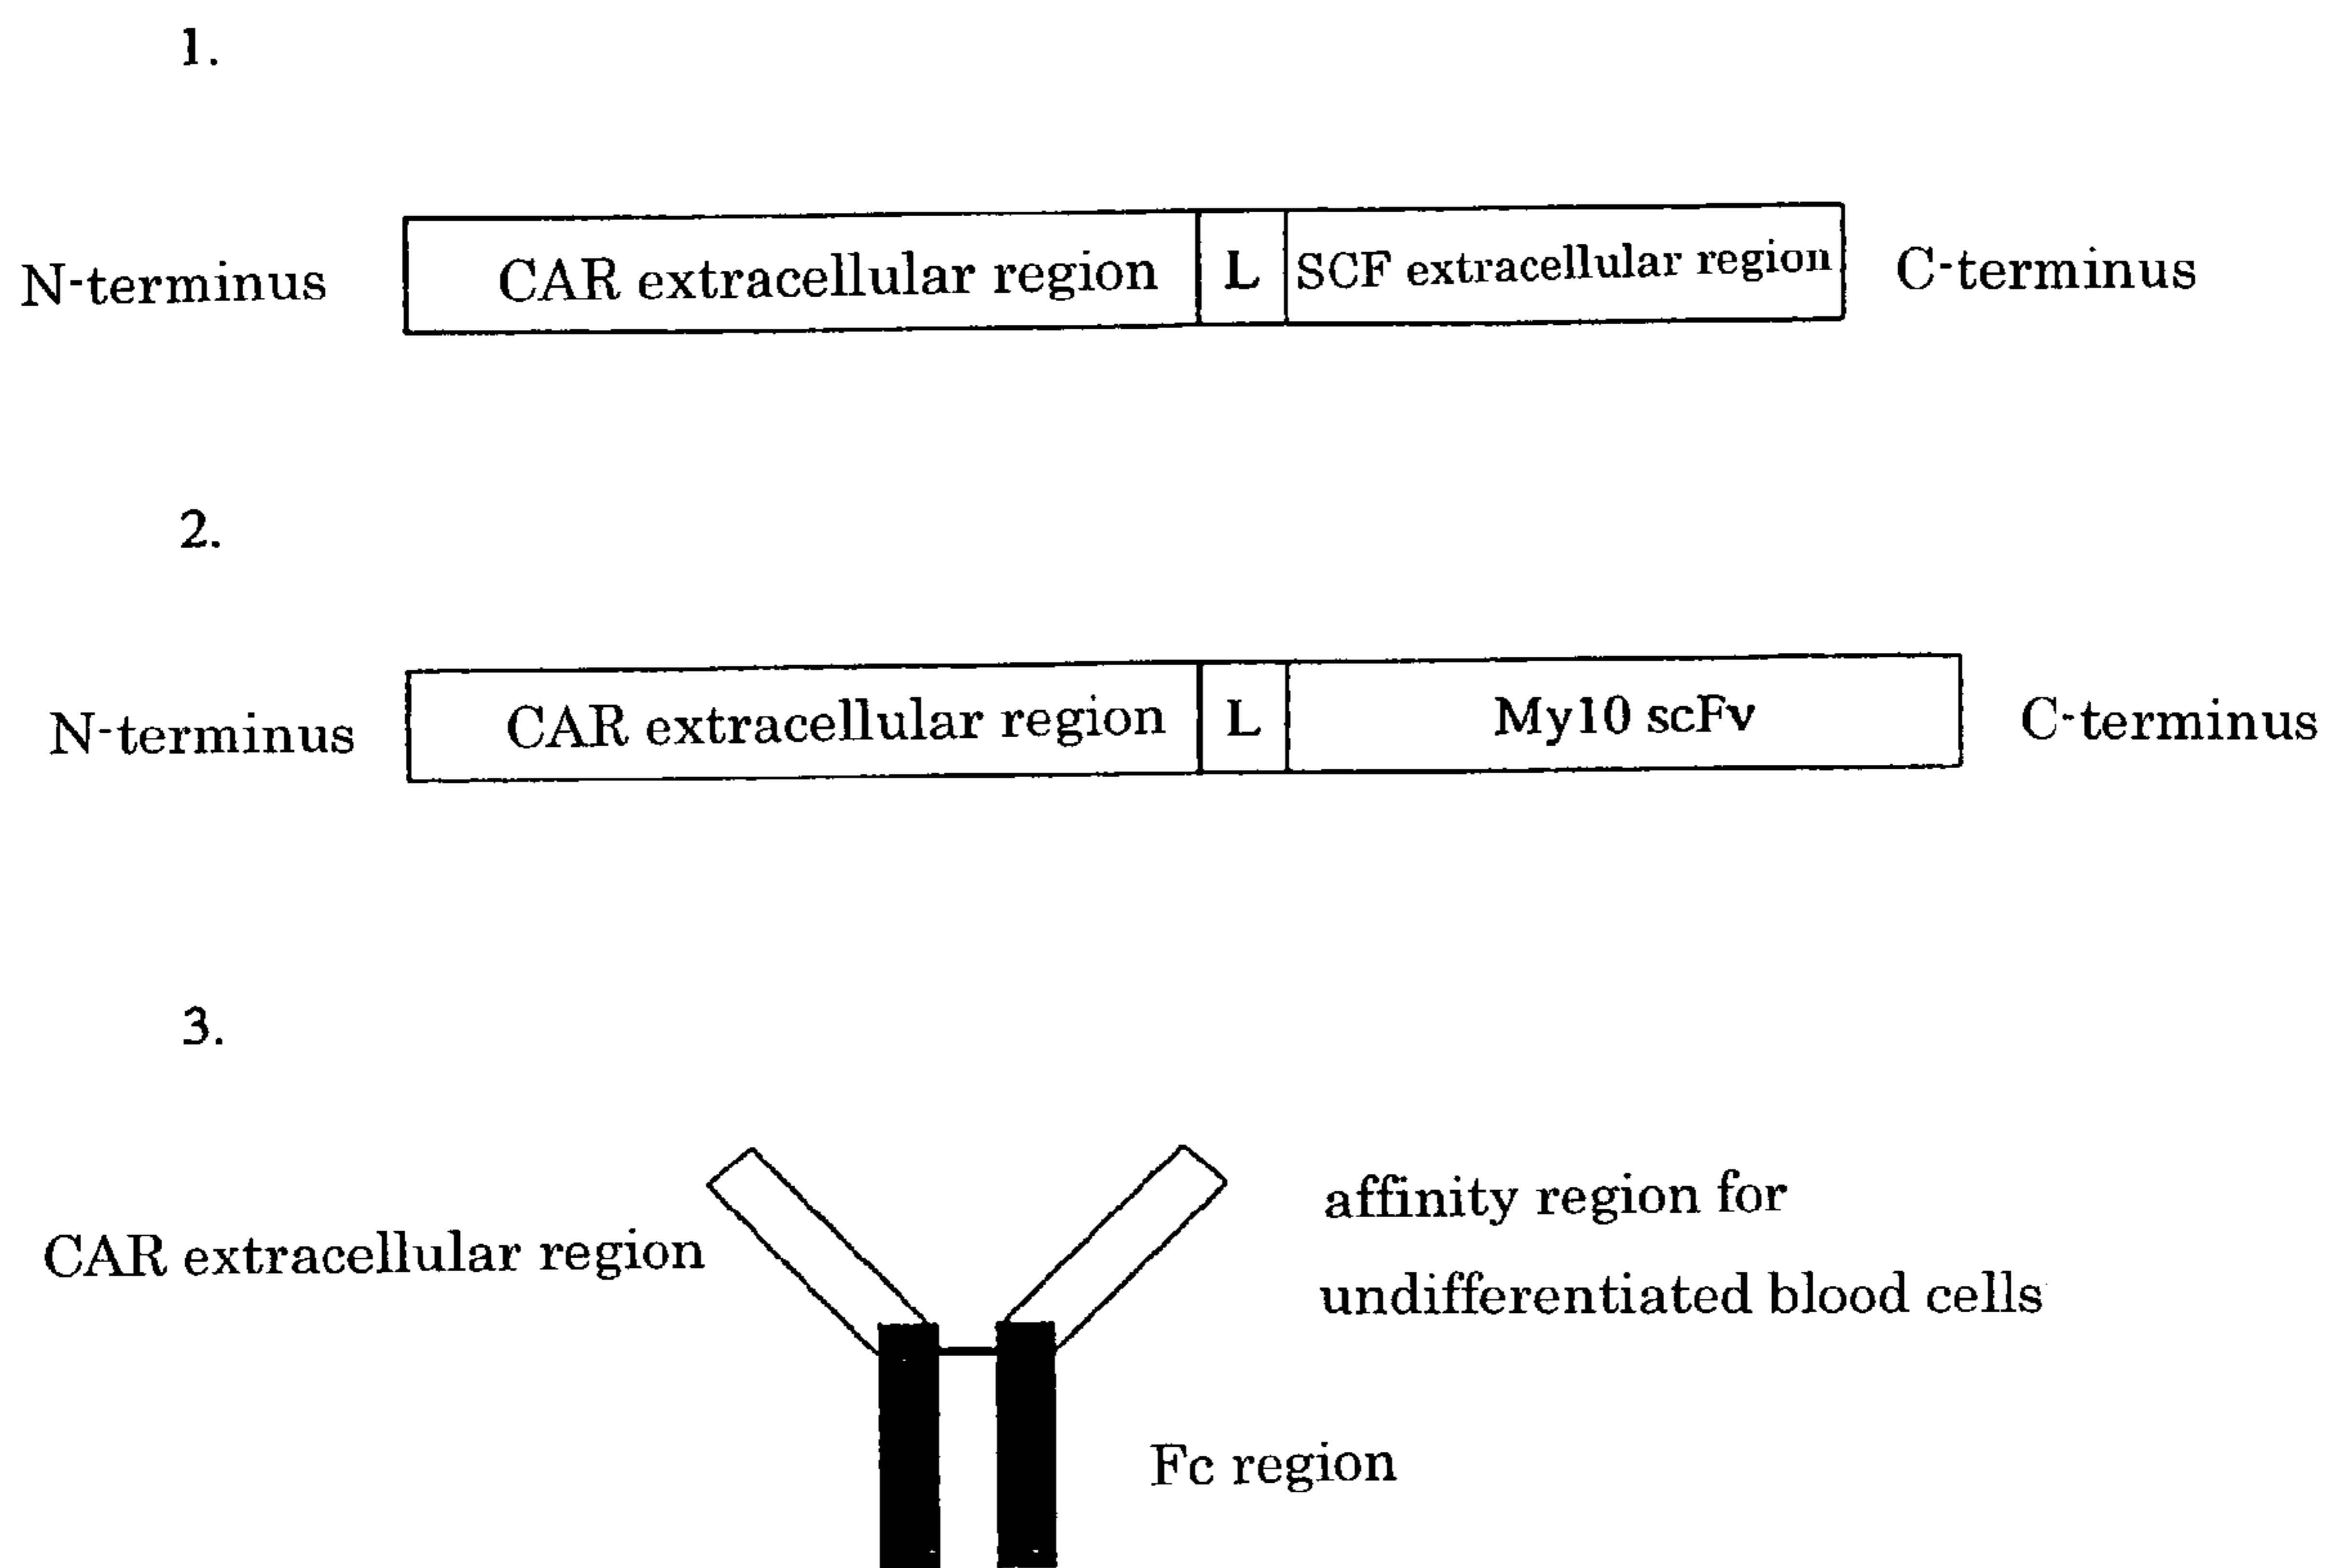 1.
N-terminus CAR extracellular region L SCF extracellular region C-terminus
2.
N-terminus CAR extracellular region L My10 scFv C-terminus
3.
CAR extracellular region
affinity region for
undifferentiated blood cells
Fc region